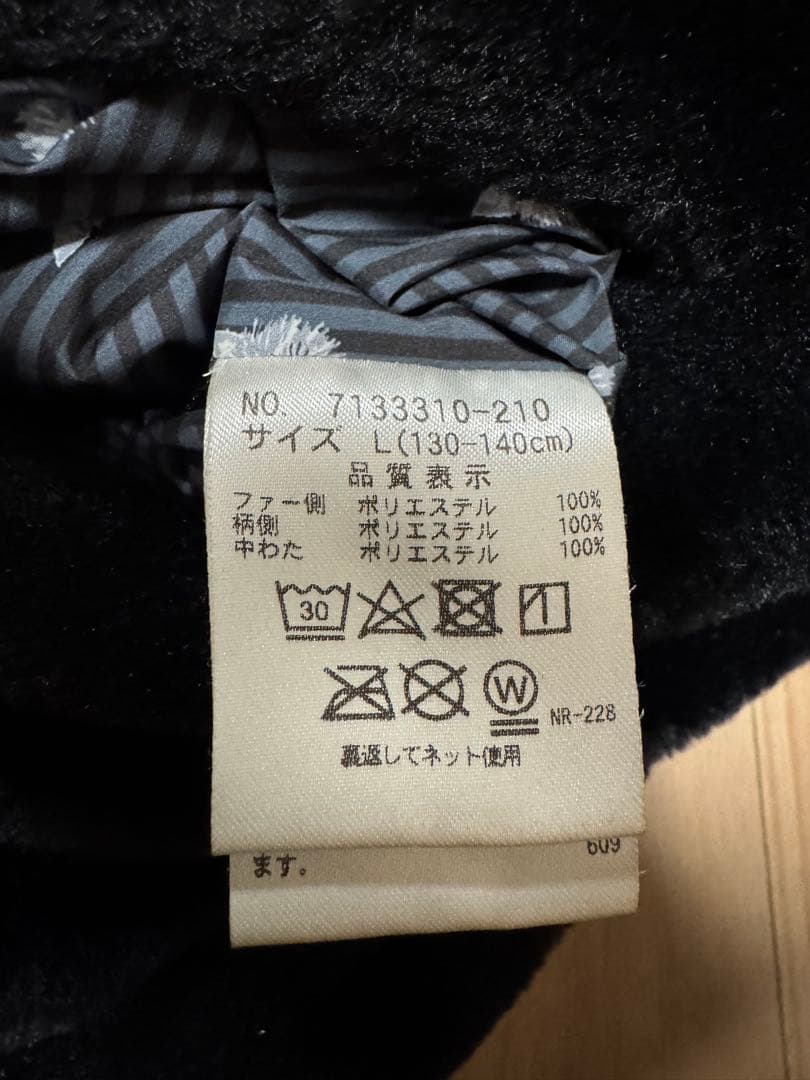 NO. 7133310-210
サイズ L(130-140cm)
品質表示
ファー側 ポリエステル 100%
柄側 ポリエステル 100%
中わた ポリエステル 100%
30
W NR-228
裏返してネット使用
609
ます。